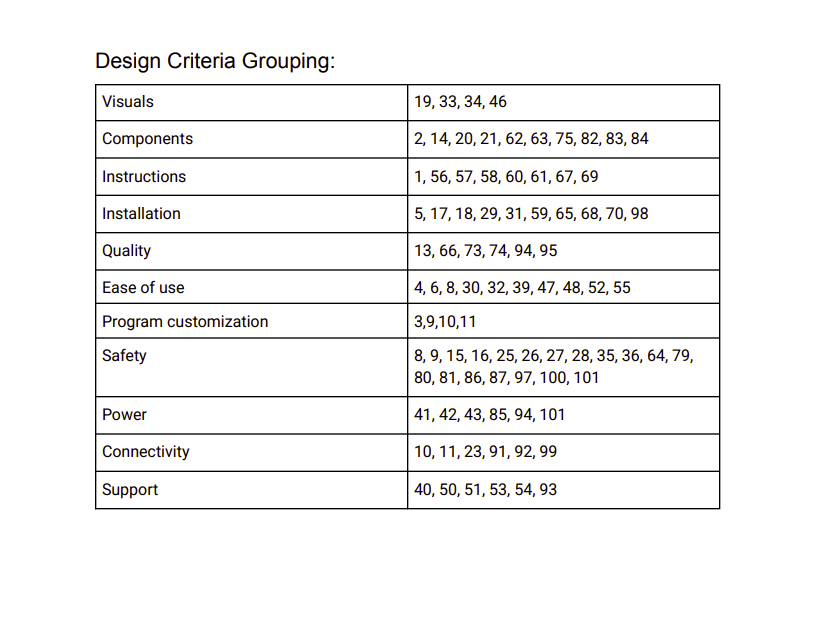 Design Criteria Grouping:
Visuals 19, 33, 34, 46
Components 2, 14, 20, 21, 62, 63, 75, 82, 83, 84
Instructions 1, 56, 57, 58, 60, 61, 67, 69
Installation 5, 17, 18, 29, 31, 59, 65, 68, 70, 98
Quality 13, 66, 73, 74, 94, 95
Ease of use 4, 6, 8, 30, 32, 39, 47, 48, 52, 55
Program customization 3,9,10,11
Safety 8, 9, 15, 16, 25, 26, 27, 28, 35, 36, 64, 79,
80, 81, 86, 87, 97, 100, 101
Power 41, 42, 43, 85, 94, 101
Connectivity 10, 11, 23, 91, 92, 99
Support 40, 50, 51, 53, 54, 93